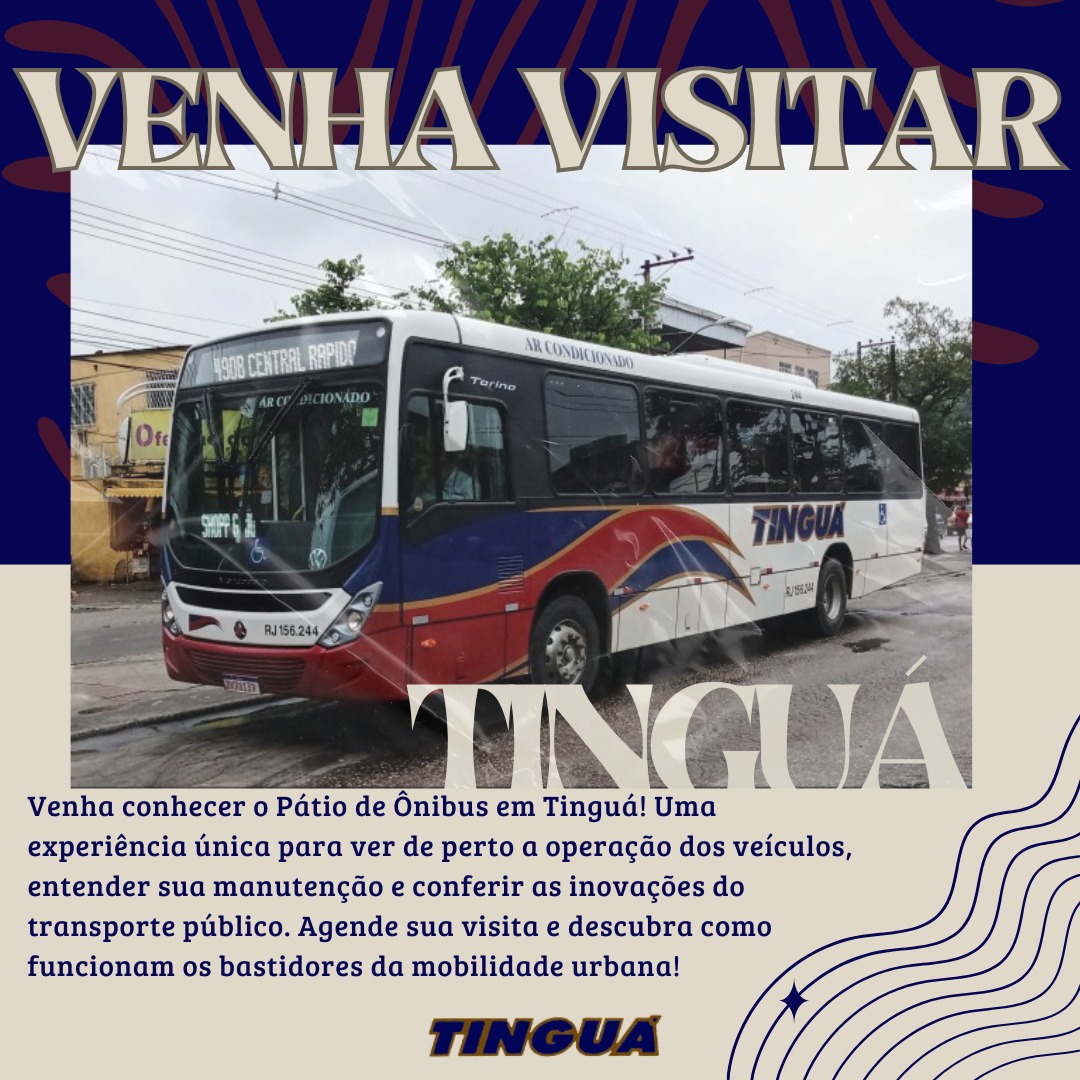 VENHA VISITAR
490B CENTRAL RAPIDO
AR CONDICIONADO
AR CONDICIONADO
Torino
244
TINGUÁ
RJ 156.244
RJ 156.244
TINGUÁ
Venha conhecer o Pátio de Ônibus em Tinguá! Uma
experiência única para ver de perto a operação dos veículos,
entender sua manutenção e conferir as inovações do
transporte público. Agende sua visita e descubra como
funcionam os bastidores da mobilidade urbana!
TINGUÁ